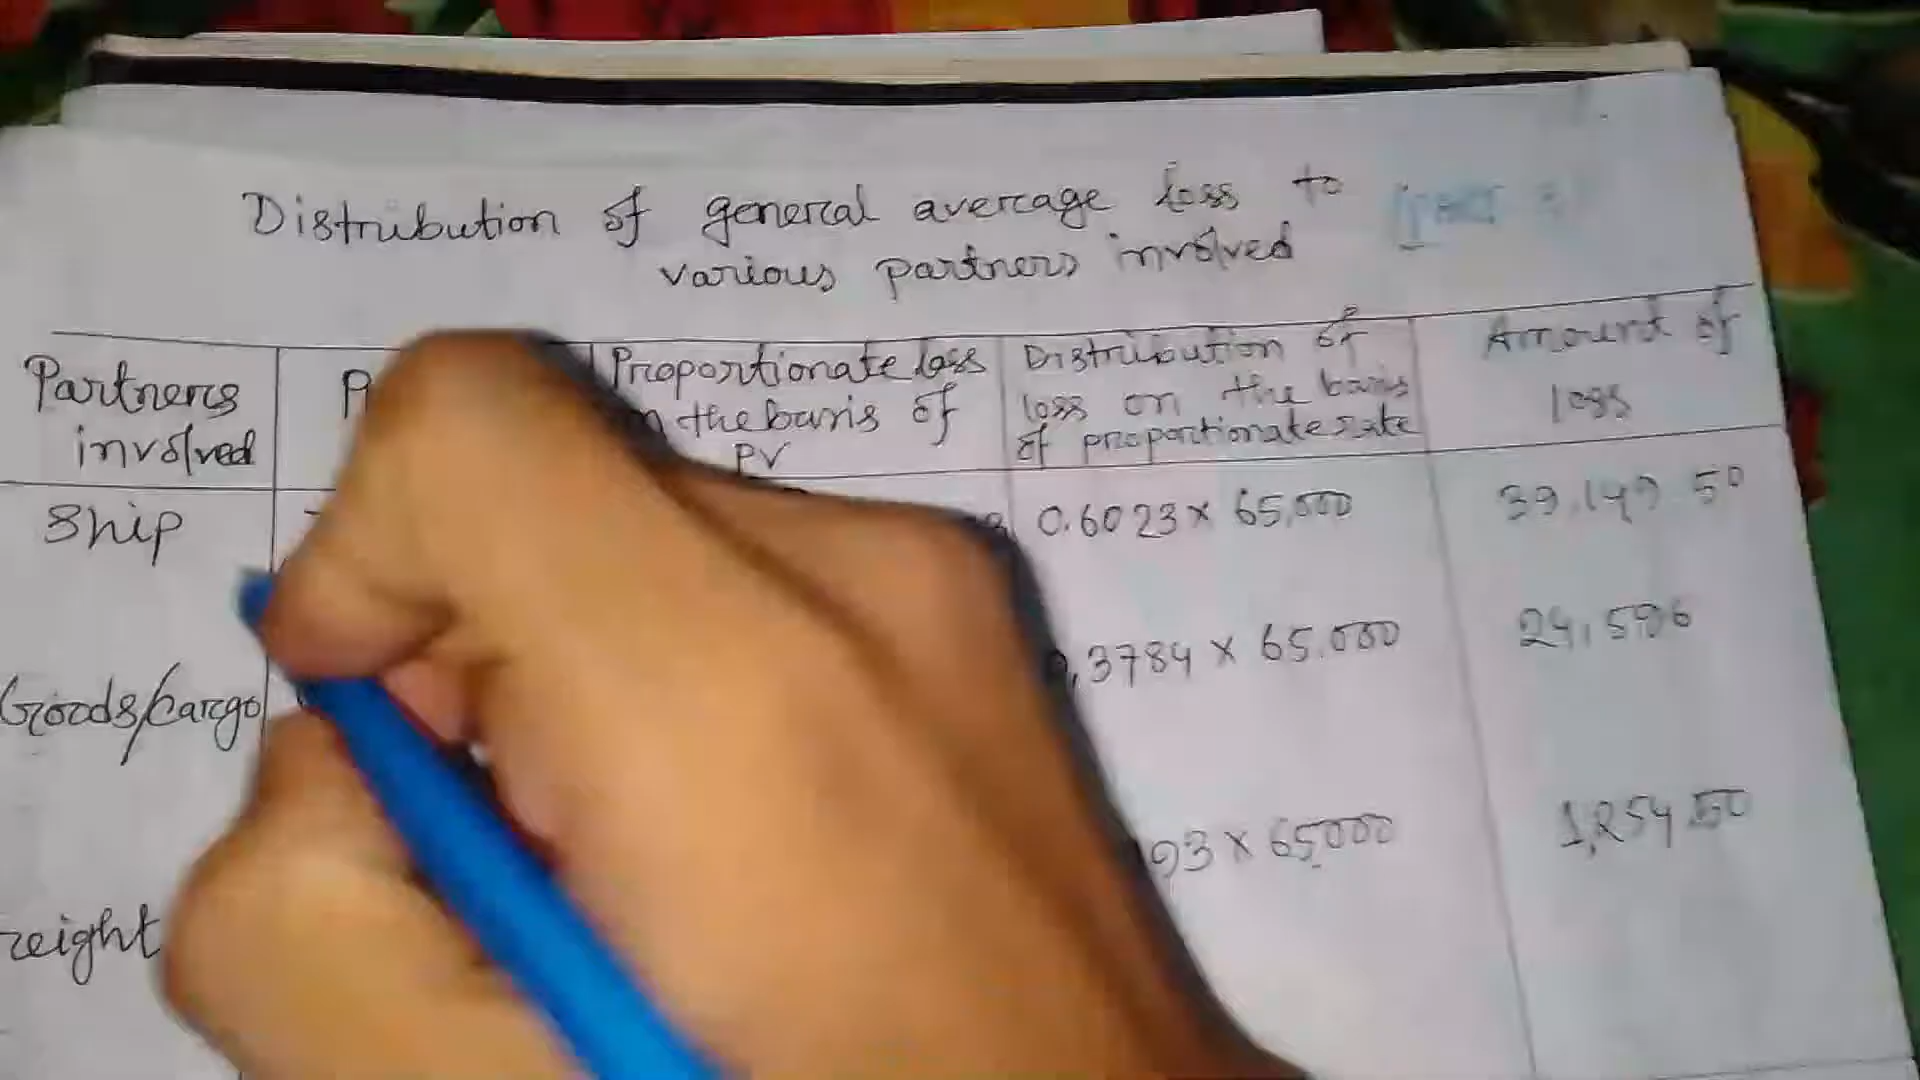 Distribution of general average loss to
various partners involved
Partners
involved
Proportionate loss
the basis of
PV
Distribution of
loss on the basis
of proportionate rate
Amount of
loss
Ship
0.6023 x 65,000
39,149.50
Goods/Cargo
.3784 x 65.000
24,596
reight
93 x 65,000
1,254.50